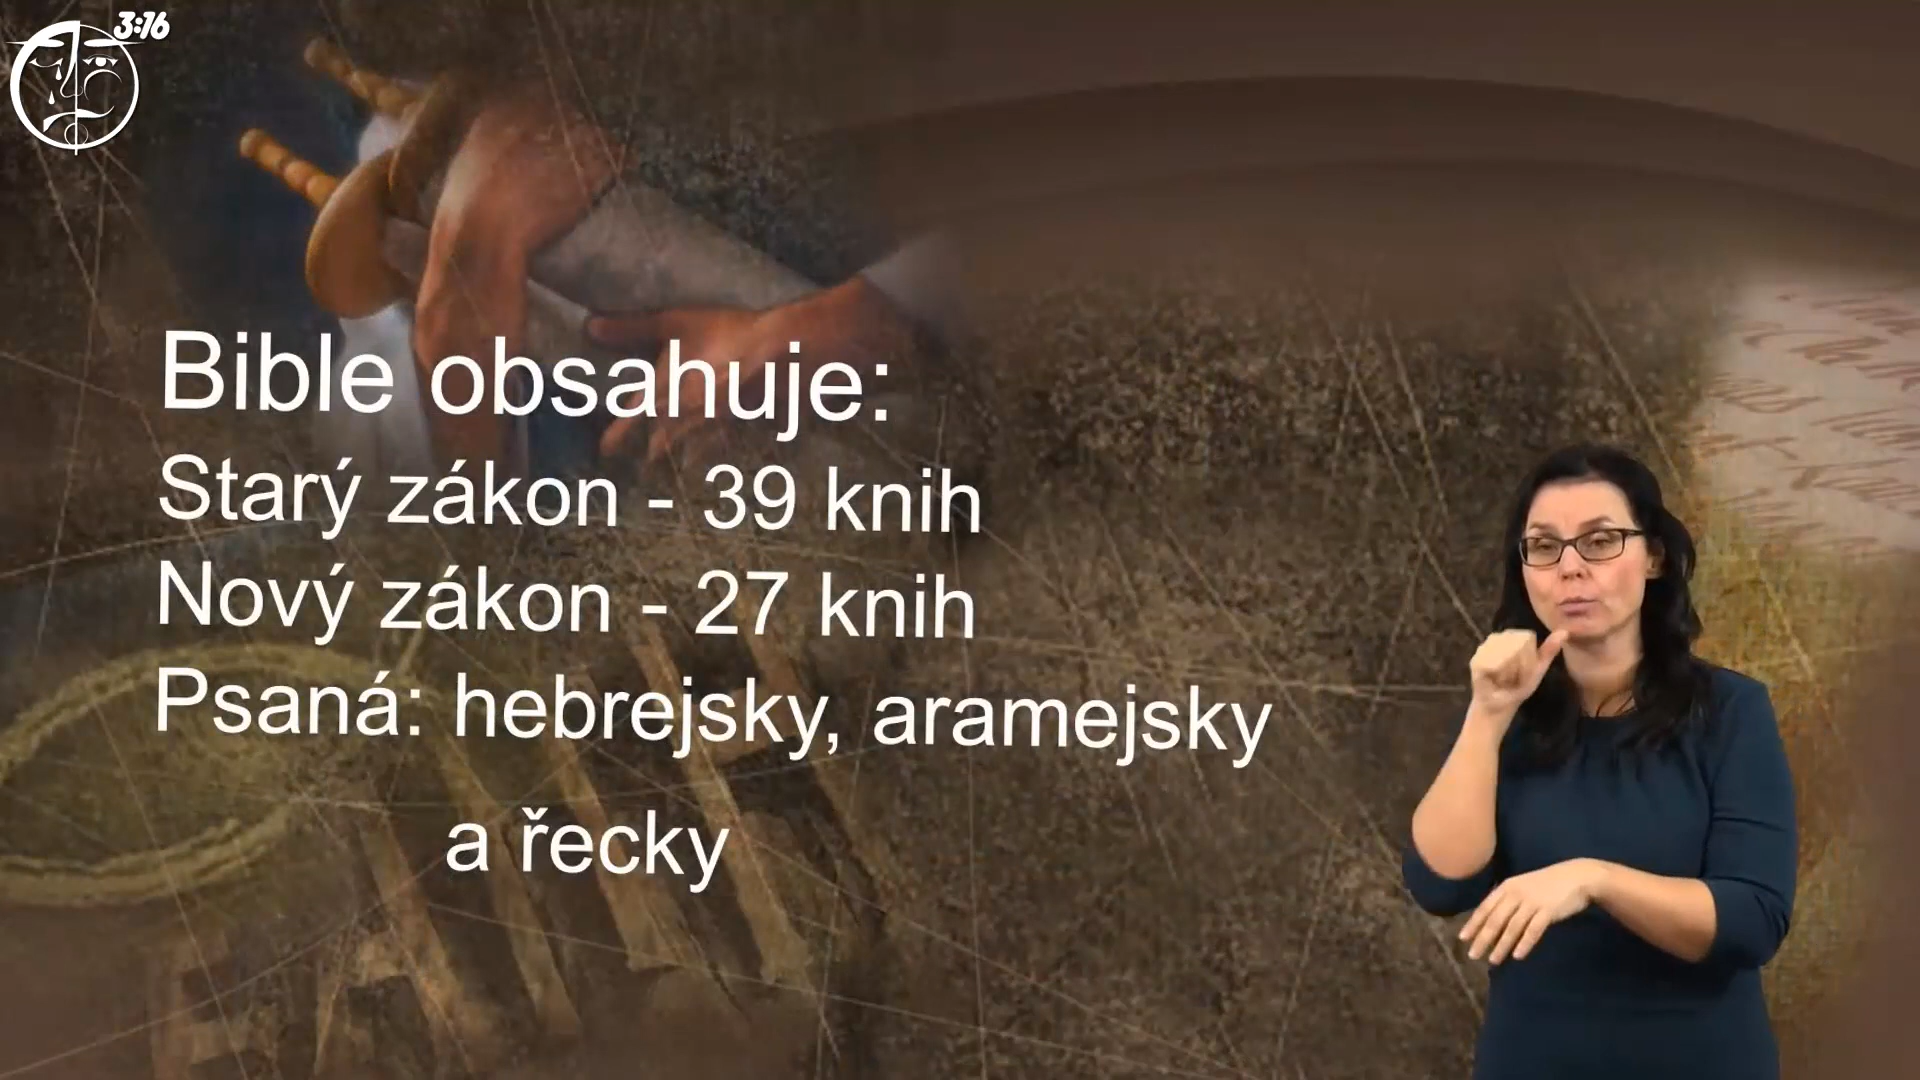 3:16
Bible obsahuje:
Starý zákon - 39 knih
Nový zákon - 27 knih
Psaná: hebrejsky, aramejsky
a řecky